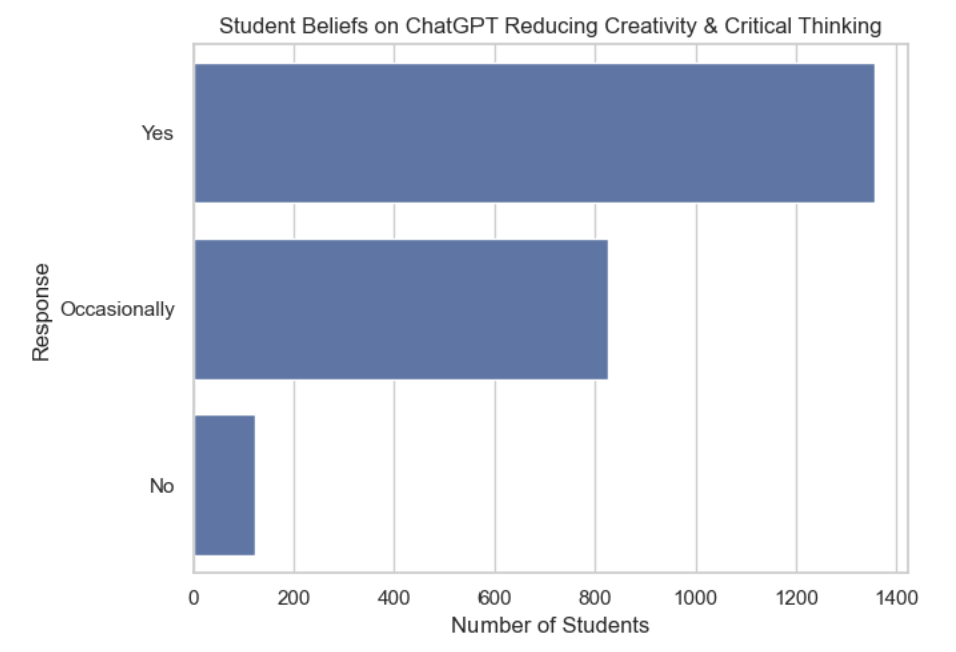 Student Beliefs on ChatGPT Reducing Creativity & Critical Thinking
Yes
Occasionally
No
Response
0 200 400 600 800 1000 1200 1400
Number of Students